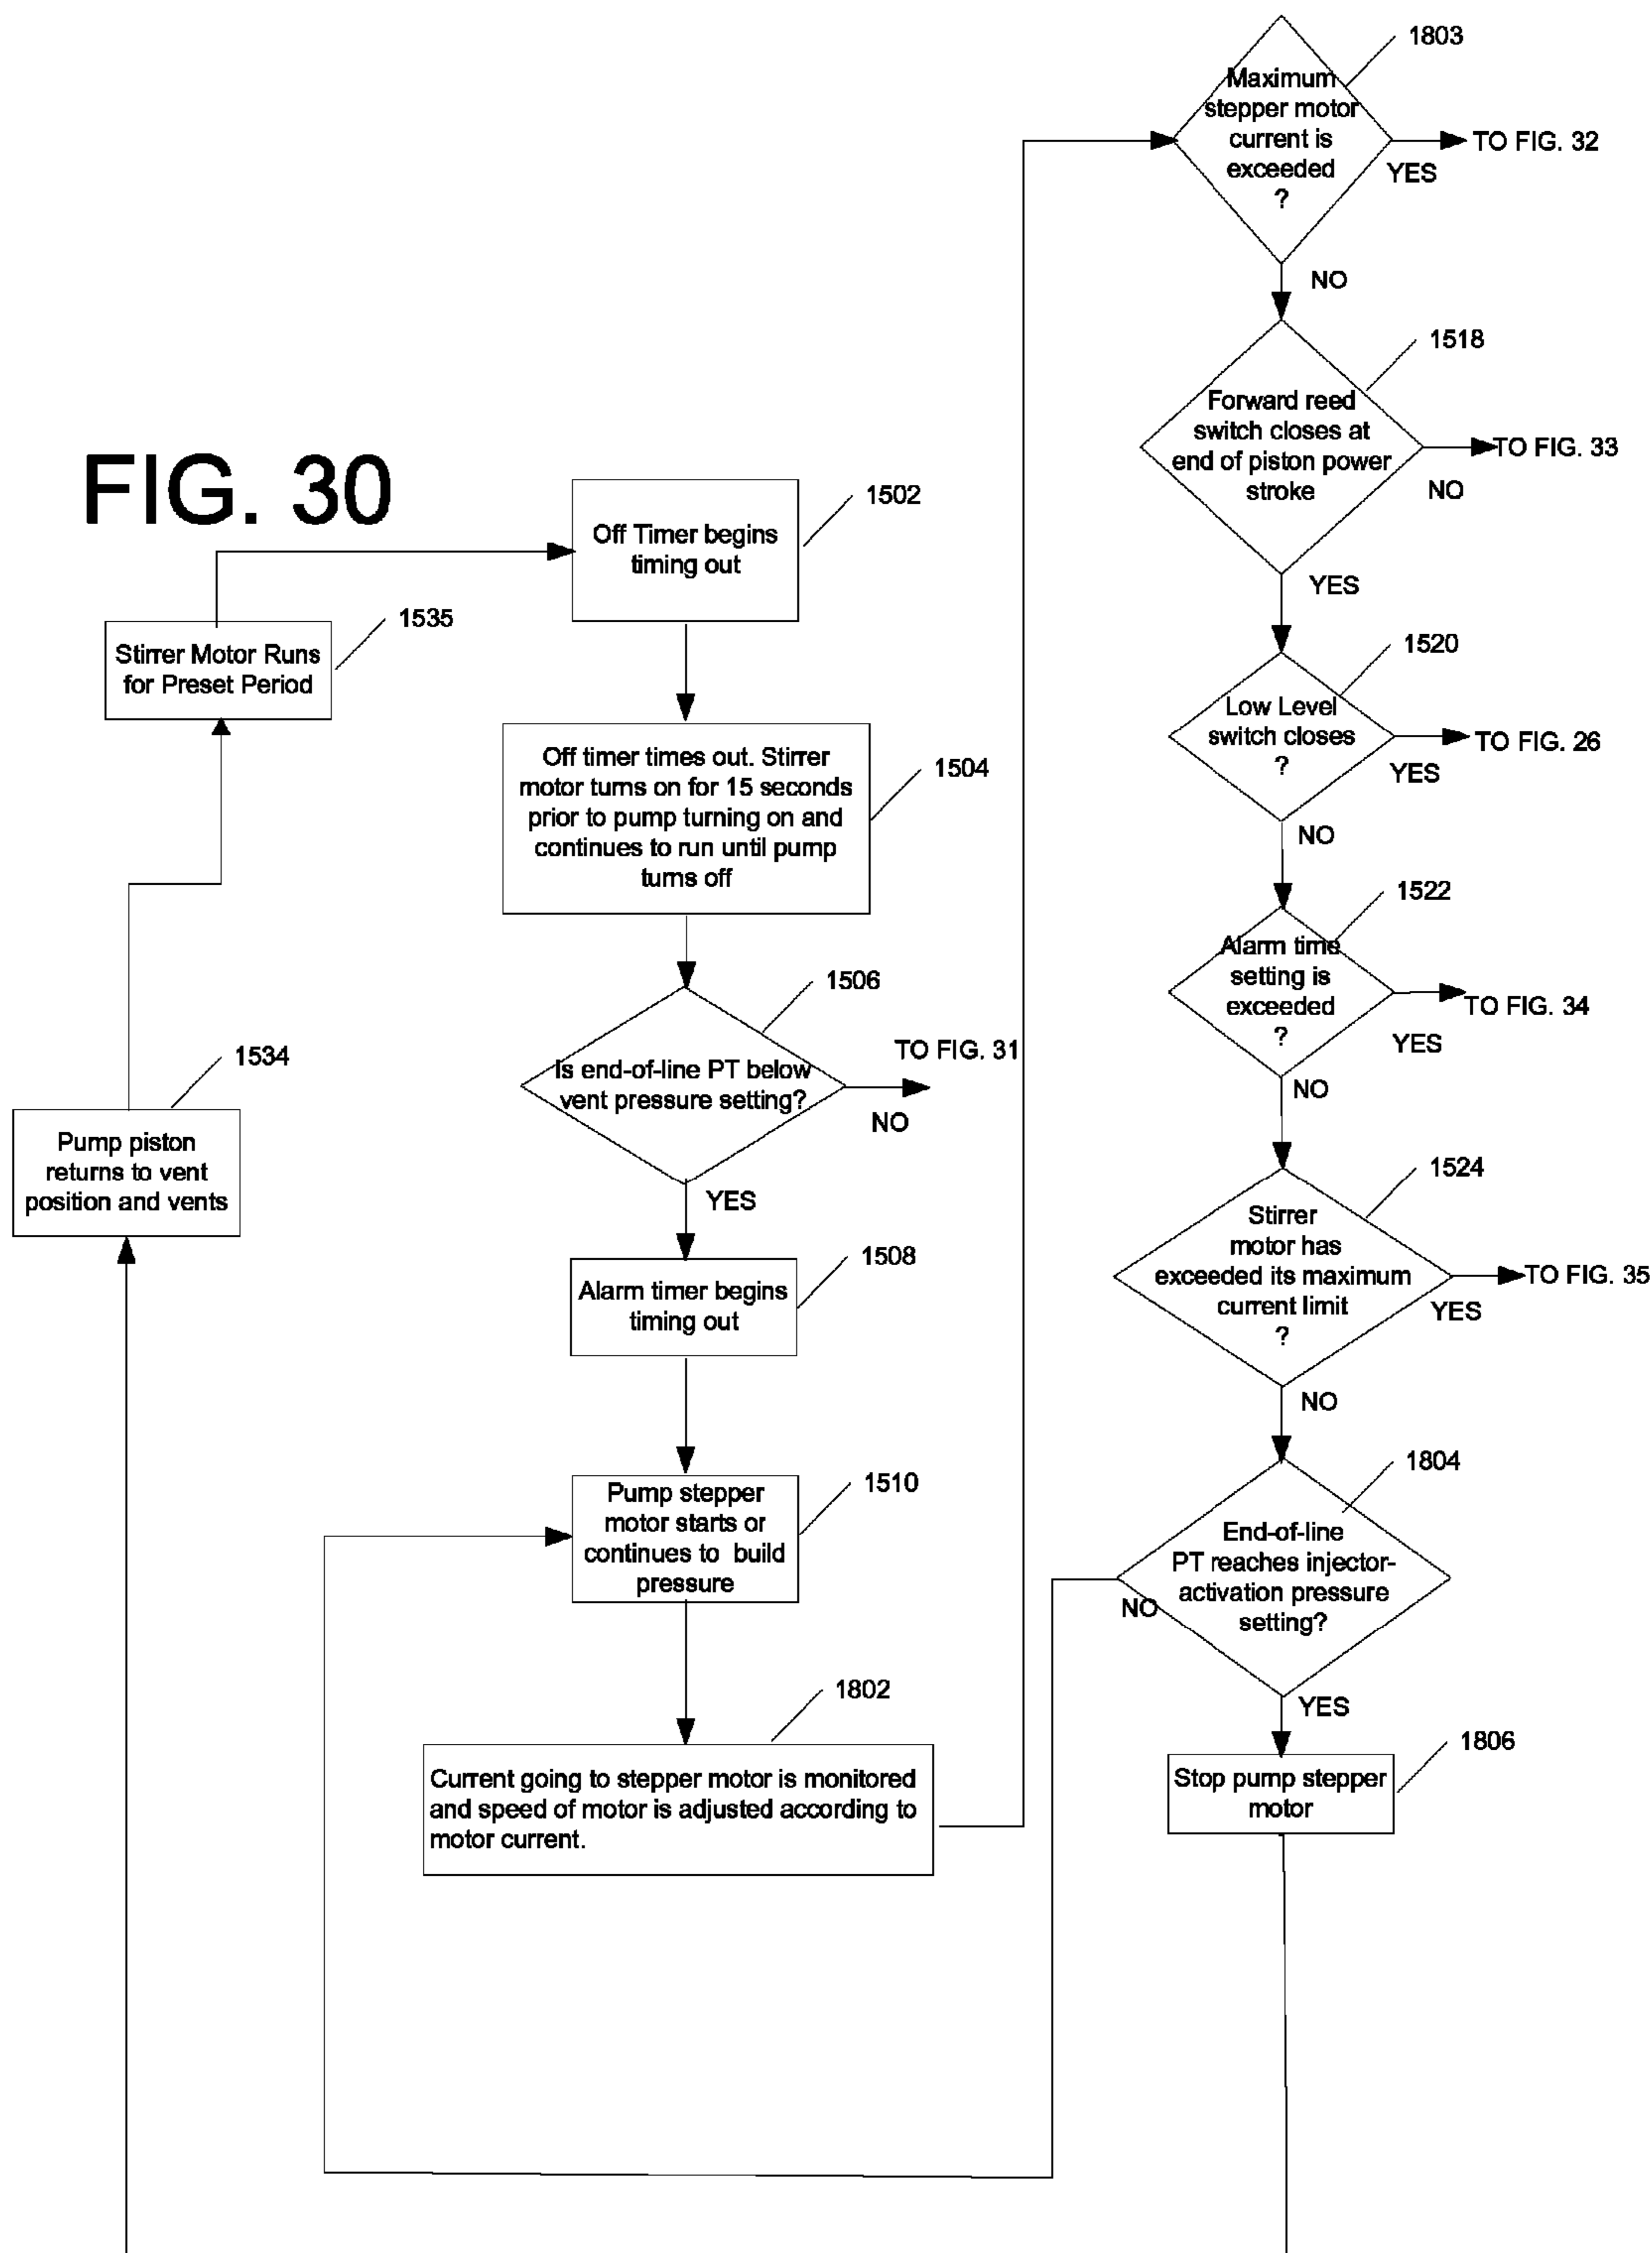 FIG. 30
1502
Off Timer begins
timing out
1535
Stirrer Motor Runs
for Preset Period
1504
Off timer times out. Stirrer
motor turns on for 15 seconds
prior to pump turning on and
continues to run until pump
turns off
1506
Is end-of-line PT below
vent pressure setting?
TO FIG. 31
NO
YES
1534
Pump piston
returns to vent
position and vents
1508
Alarm timer begins
timing out
1510
Pump stepper
motor starts or
continues to build
pressure
1802
Current going to stepper motor is monitored
and speed of motor is adjusted according to
motor current.
1803
Maximum
stepper motor
current is
exceeded
?
TO FIG. 32
YES
NO
1518
Forward reed
switch closes at
end of piston power
stroke
TO FIG. 33
NO
YES
1520
Low Level
switch closes
?
TO FIG. 26
YES
NO
1522
Alarm time
setting is
exceeded
?
TO FIG. 34
YES
NO
1524
Stirrer
motor has
exceeded its maximum
current limit
?
TO FIG. 35
YES
NO
1804
End-of-line
PT reaches injector-
activation pressure
setting?
NO
YES
1806
Stop pump stepper
motor